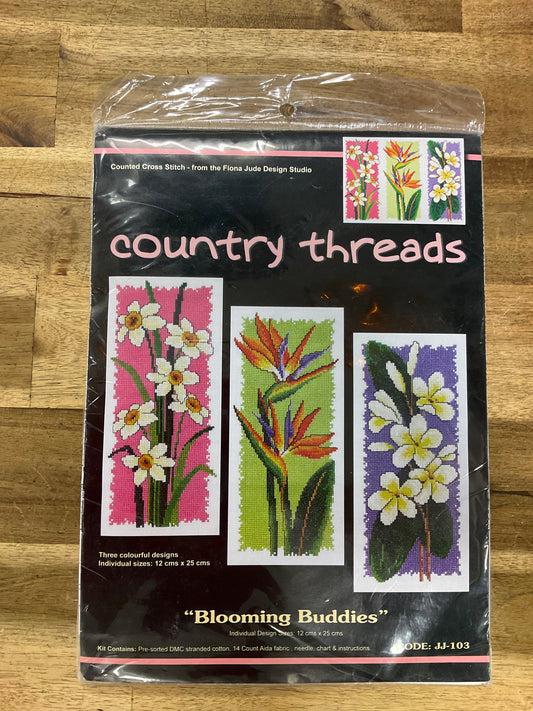 Counted Cross Stitch - from the Fiona Jude Design Studio
country threads
Three colourful designs
Individual sizes: 12 cms x 25 cms
"Blooming Buddies"
Individual Design Sizes: 12 cms x 25 cms
Kit Contains: Pre-sorted DMC stranded cotton, 14 Count Aida fabric, needle, chart & instructions.
CODE: JJ-103